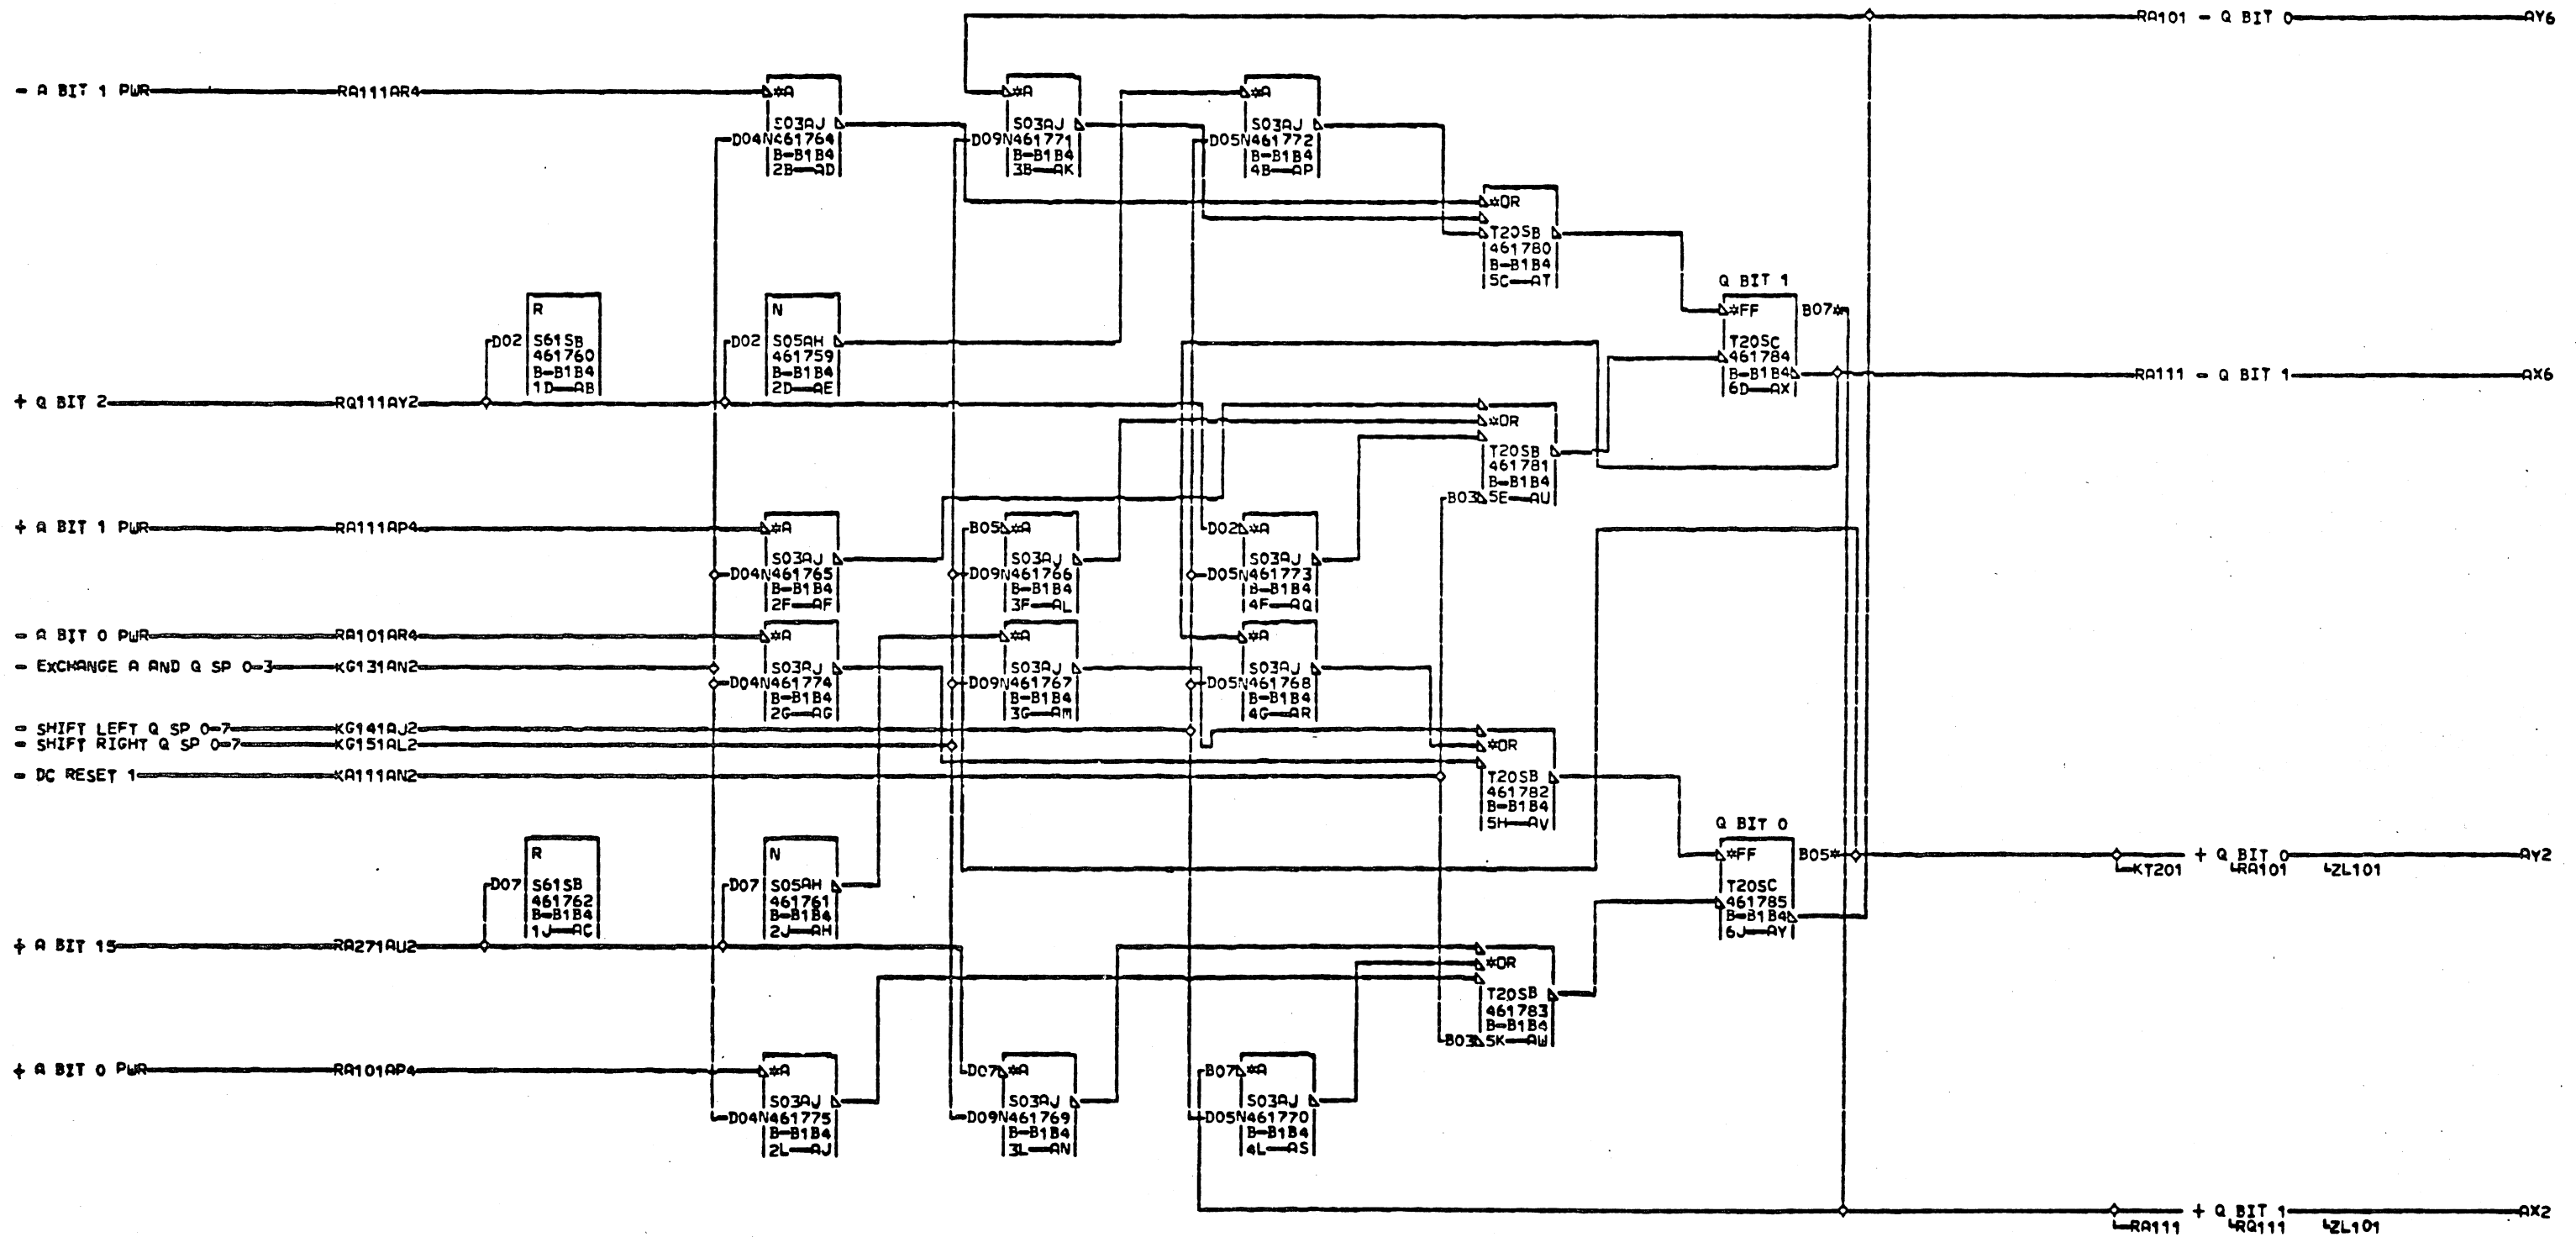 RA101 - Q BIT 0 AY6
- A BIT 1 PWR RA111AR4
*A
S03AJ
D04N461764
B-B1B4
2B-AD
*A
S03AJ
D09N461771
B-B1B4
3B-AK
*A
S03AJ
D05N461772
B-B1B4
4B-AP
*OR
T20SB
461780
B-B1B4
5C-AT
R
D02 S61SB
461760
B-B1B4
1D-AB
N
D02 S05AH
461759
B-B1B4
2D-AE
Q BIT 1
*FF B07*
T20SC
461784
B-B1B4
6D-AX
RA111 - Q BIT 1 AX6
+ Q BIT 2 RQ111AY2
*OR
T20SB
461781
B-B1B4
B03 5E-AU
+ A BIT 1 PWR RA111AP4
*A
S03AJ
D04N461765
B-B1B4
2F-AF
B05 *A
S03AJ
D09N461766
B-B1B4
3F-AL
D02 *A
S03AJ
D05N461773
B-B1B4
4F-AQ
- A BIT 0 PWR RA101AR4
- EXCHANGE A AND Q SP 0-3 KG131AN2
*A
S03AJ
D04N461774
B-B1B4
2G-AG
*A
S03AJ
D09N461767
B-B1B4
3G-AM
*A
S03AJ
D05N461768
B-B1B4
4G-AR
- SHIFT LEFT Q SP 0-7 KG141AJ2
- SHIFT RIGHT Q SP 0-7 KG151AL2
- DC RESET 1 KA111AN2
*OR
T20SB
461782
B-B1B4
5H-AV
R
D07 S61SB
461762
B-B1B4
1J-AC
N
D07 S05AH
461761
B-B1B4
2J-AH
Q BIT 0
*FF B05*
T20SC
461785
B-B1B4
6J-AY
+ Q BIT 0 AY2
KT201 RA101 ZL101
+ A BIT 15 RA271AU2
*OR
T20SB
461783
B-B1B4
B03 5K-AW
+ A BIT 0 PWR RA101AP4
*A
S03AJ
D04N461775
B-B1B4
2L-AJ
D07 *A
S03AJ
D09N461769
B-B1B4
3L-AN
B07 *A
S03AJ
D05N461770
B-B1B4
4L-AS
+ Q BIT 1 AX2
RA111 RQ111 ZL101